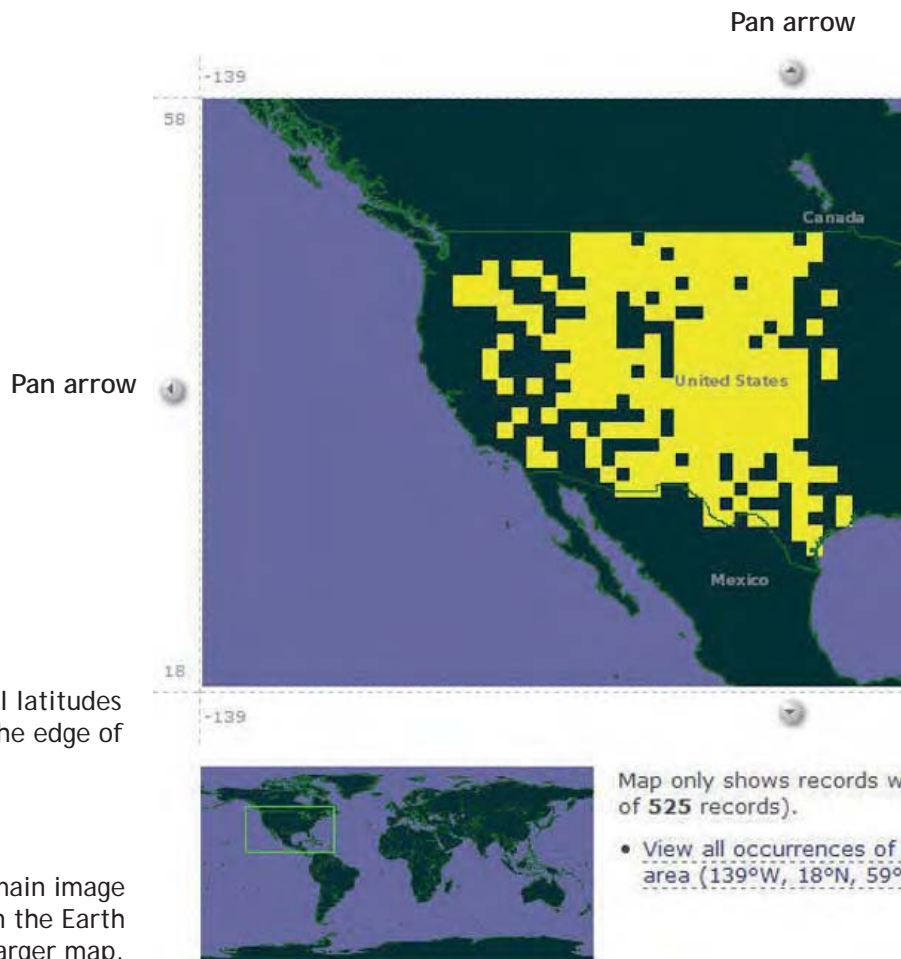 Pan arrow
-139
58
Canada
Pan arrow
United States
Mexico
18
l latitudes
he edge of
-139
Map only shows records w
of 525 records).
• View all occurrences of
area (139°W, 18°N, 59°
main image
n the Earth
arger map.